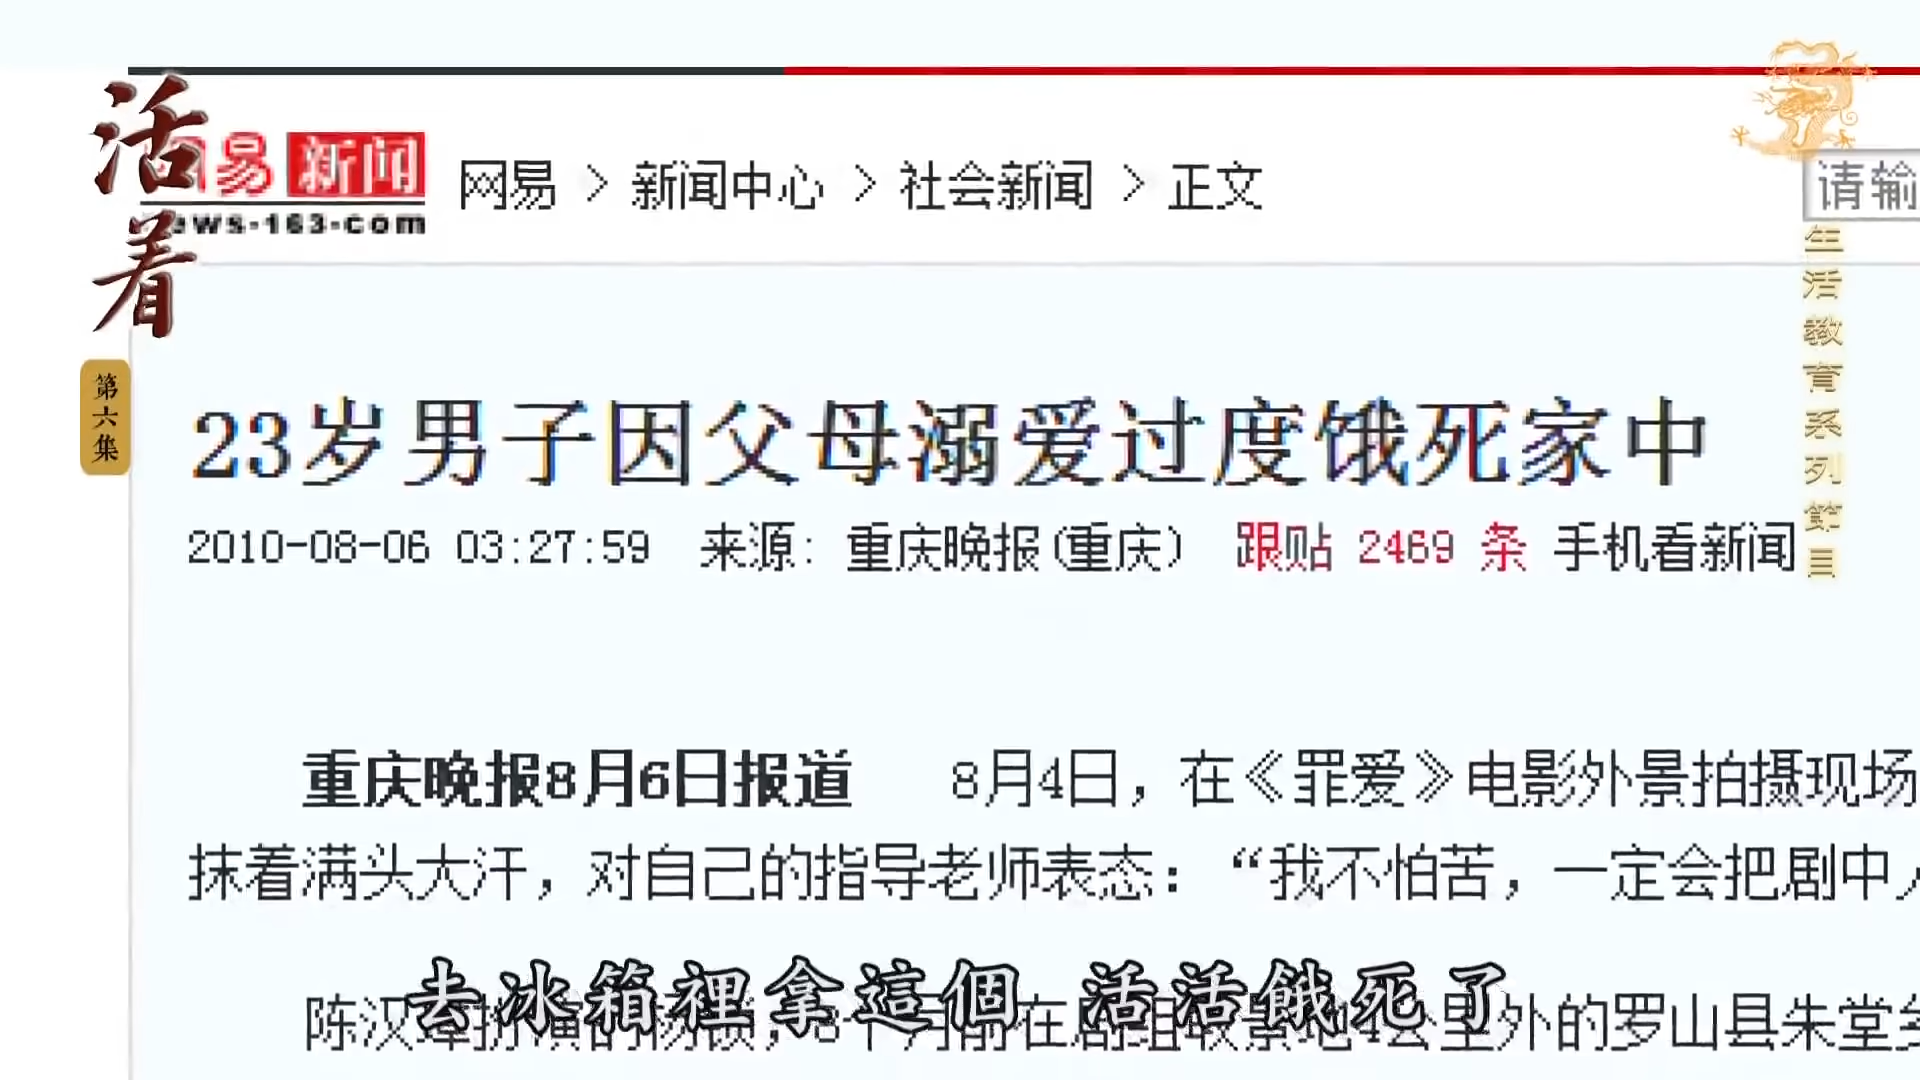 活着
第六集
网易 新闻
news.163.com
网易 > 新闻中心 > 社会新闻 > 正文
请输
生活教育系列節目
23岁男子因父母溺爱过度饿死家中
2010-08-06 03:27:59 来源: 重庆晚报(重庆) 跟贴 2469 条 手机看新闻
重庆晚报8月6日报道 8月4日，在《罪爱》电影外景拍摄现场
抹着满头大汗，对自己的指导老师表态：“我不怕苦，一定会把剧中
去冰箱裡拿這個 活活餓死了
公里外的罗山县朱堂